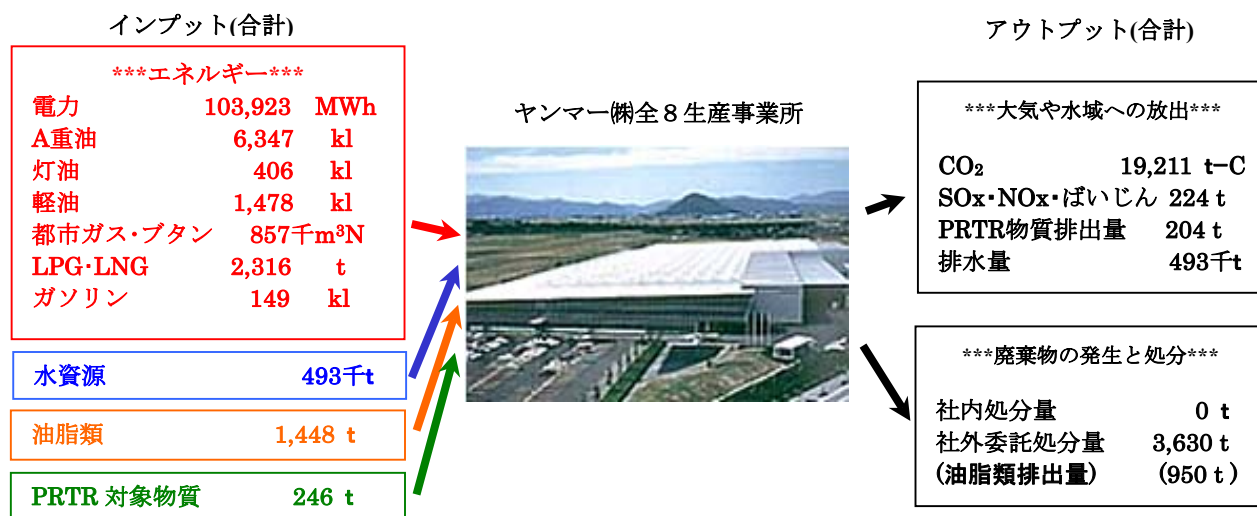 インプット(合計)
***エネルギー***
電力 103,923 MWh
A重油 6,347 kl
灯油 406 kl
軽油 1,478 kl
都市ガス・ブタン 857千m³N
LPG・LNG 2,316 t
ガソリン 149 kl
水資源 493千t
油脂類 1,448 t
PRTR 対象物質 246 t
ヤンマー㈱全8生産事業所
アウトプット(合計)
***大気や水域への放出***
CO₂ 19,211 t−C
SOx・NOx・ばいじん 224 t
PRTR物質排出量 204 t
排水量 493千t
***廃棄物の発生と処分***
社内処分量 0 t
社外委託処分量 3,630 t
(油脂類排出量) (950 t)